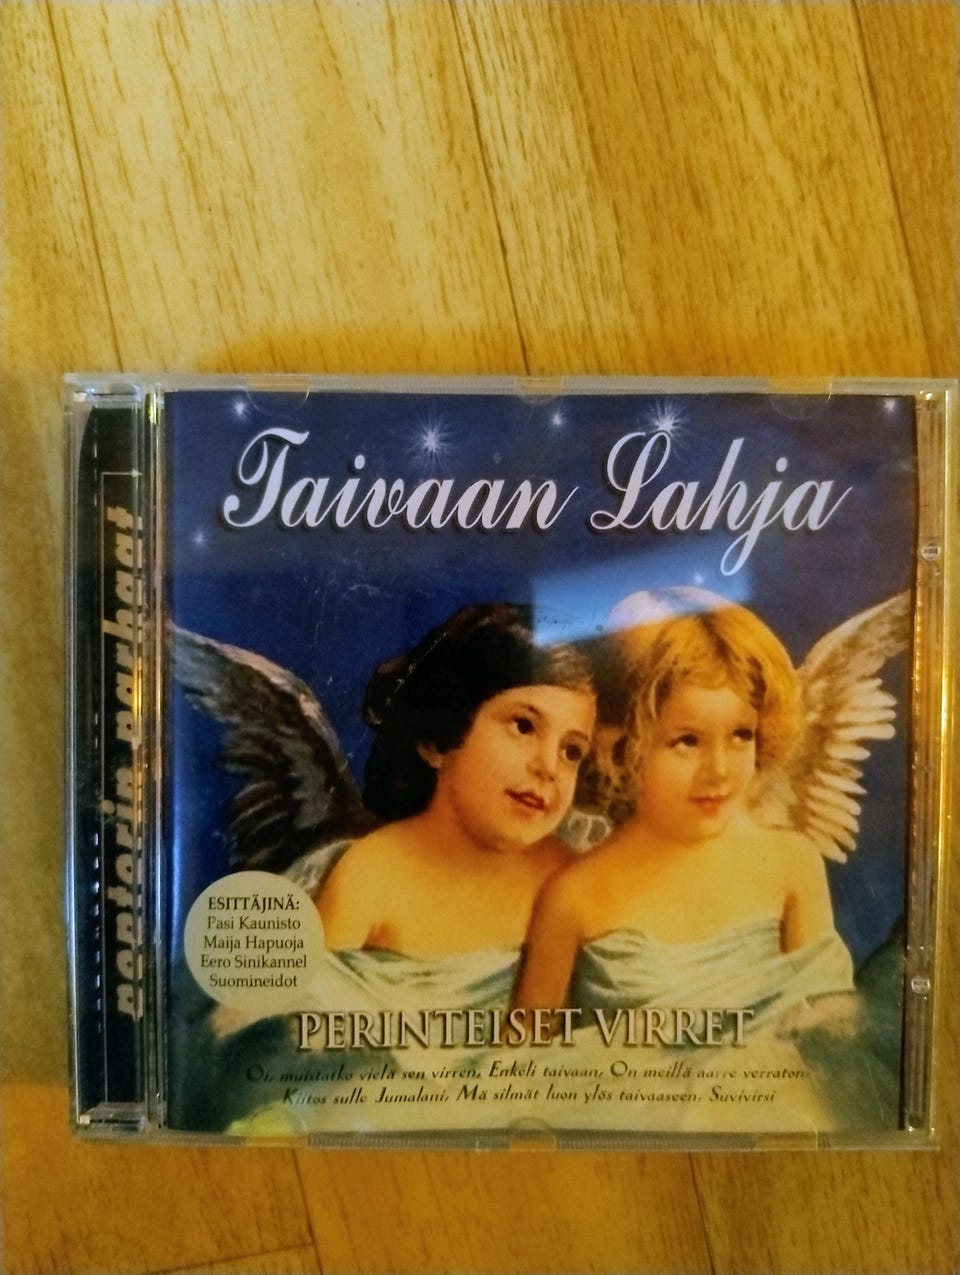 Taivaan Lahja
ESITTÄJINÄ:
Pasi Kaunisto
Maija Hapuoja
Eero Sinikannel
Suomineidot
PERINTEISET VIRRET
Oi, muistatko vielä sen virren, Enkeli taivaan, On meillä aarre verraton,
Kiitos sulle Jumalani, Mä silmät luon ylös taivaaseen, Suvivirsi
parhaat